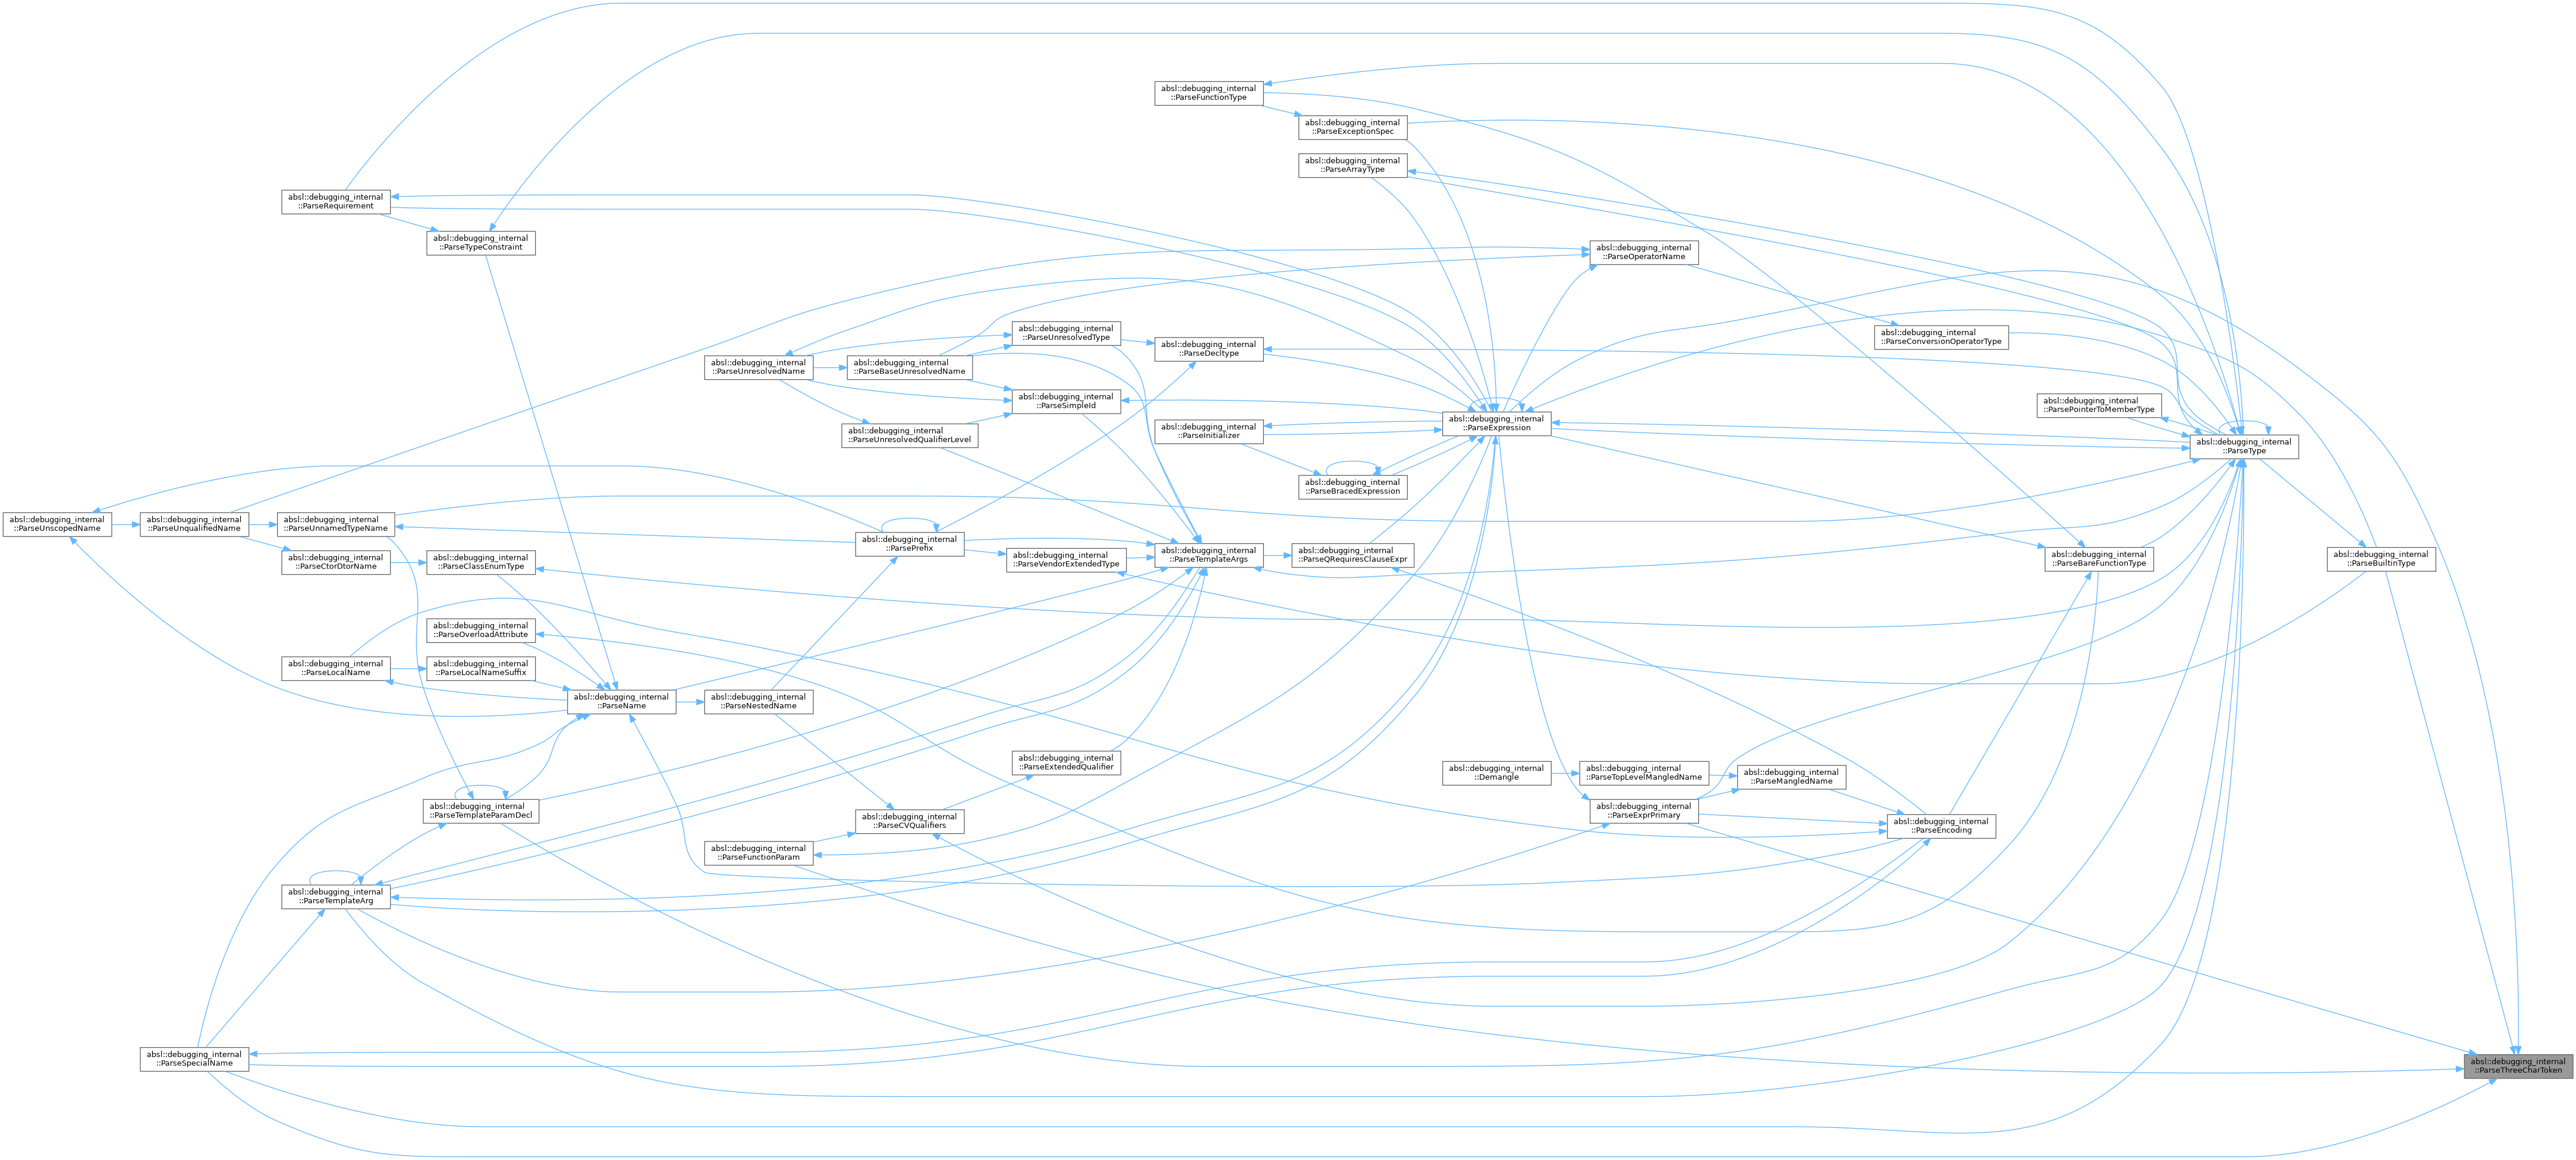 absl::debugging_internal
::ParseFunctionType
absl::debugging_internal
::ParseExceptionSpec
absl::debugging_internal
::ParseArrayType
absl::debugging_internal
::ParseRequirement
absl::debugging_internal
::ParseTypeConstraint
absl::debugging_internal
::ParseOperatorName
absl::debugging_internal
::ParseUnresolvedType
absl::debugging_internal
::ParseConversionOperatorType
absl::debugging_internal
::ParseDecltype
absl::debugging_internal
::ParseUnresolvedName
absl::debugging_internal
::ParseBaseUnresolvedName
absl::debugging_internal
::ParseSimpleId
absl::debugging_internal
::ParsePointerToMemberType
absl::debugging_internal
::ParseExpression
absl::debugging_internal
::ParseInitializer
absl::debugging_internal
::ParseUnresolvedQualifierLevel
absl::debugging_internal
::ParseType
absl::debugging_internal
::ParseBracedExpression
absl::debugging_internal
::ParseUnscopedName
absl::debugging_internal
::ParseUnqualifiedName
absl::debugging_internal
::ParseUnnamedTypeName
absl::debugging_internal
::ParsePrefix
absl::debugging_internal
::ParseCtorDtorName
absl::debugging_internal
::ParseClassEnumType
absl::debugging_internal
::ParseVendorExtendedType
absl::debugging_internal
::ParseTemplateArgs
absl::debugging_internal
::ParseQRequiresClauseExpr
absl::debugging_internal
::ParseBareFunctionType
absl::debugging_internal
::ParseBuiltinType
absl::debugging_internal
::ParseOverloadAttribute
absl::debugging_internal
::ParseLocalName
absl::debugging_internal
::ParseLocalNameSuffix
absl::debugging_internal
::ParseName
absl::debugging_internal
::ParseNestedName
absl::debugging_internal
::ParseExtendedQualifier
absl::debugging_internal
::Demangle
absl::debugging_internal
::ParseTopLevelMangledName
absl::debugging_internal
::ParseMangledName
absl::debugging_internal
::ParseTemplateParamDecl
absl::debugging_internal
::ParseCVQualifiers
absl::debugging_internal
::ParseExprPrimary
absl::debugging_internal
::ParseEncoding
absl::debugging_internal
::ParseFunctionParam
absl::debugging_internal
::ParseTemplateArg
absl::debugging_internal
::ParseSpecialName
absl::debugging_internal
::ParseThreeCharToken